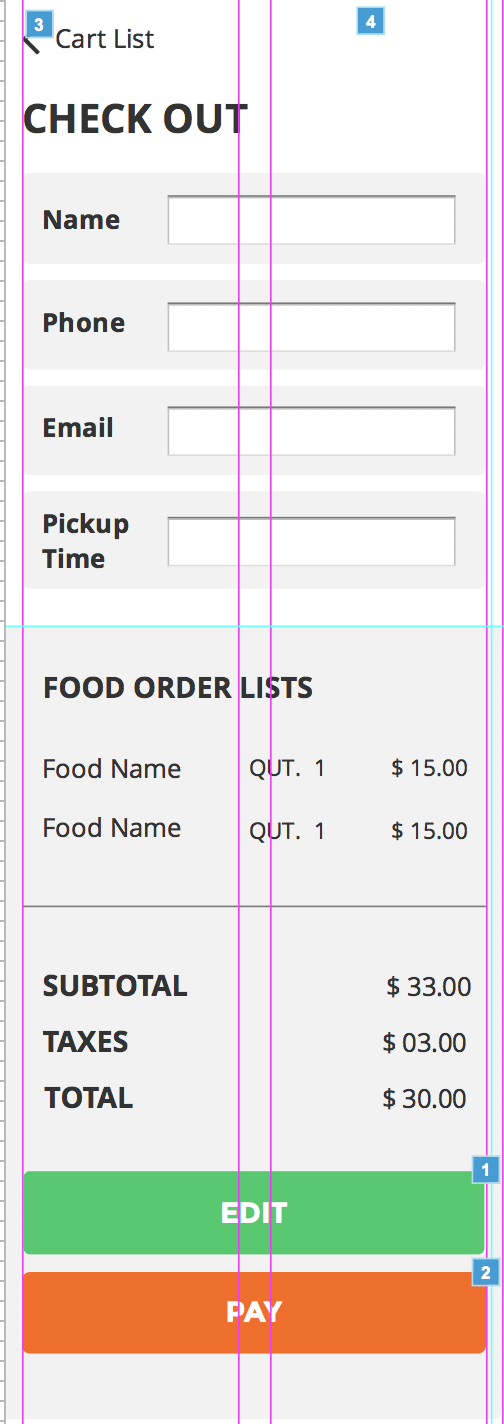 3
4
Cart List
CHECK OUT
Name
Phone
Email
Pickup
Time
FOOD ORDER LISTS
Food Name QUT. 1 $ 15.00
Food Name QUT. 1 $ 15.00
SUBTOTAL $ 33.00
TAXES $ 03.00
TOTAL $ 30.00
1
EDIT
2
PAY